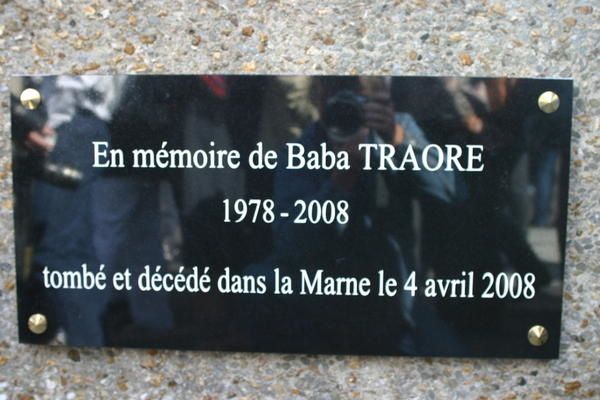 En mémoire de Baba TRAORE
1978 - 2008
tombé et décédé dans la Marne le 4 avril 2008